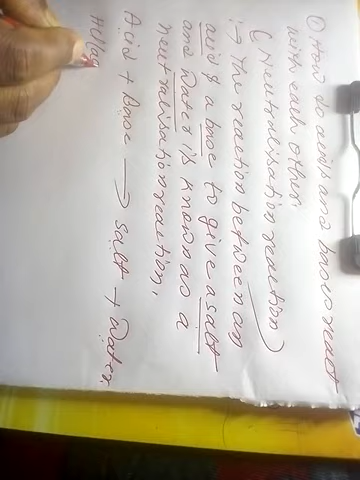 ① How do acids and bases react
with each other
(Neutralisation reaction)
:→ The reaction between an
acid & a base to give a salt
and water is known as a
neutralisation reaction,
Acid + Base → salt + Water